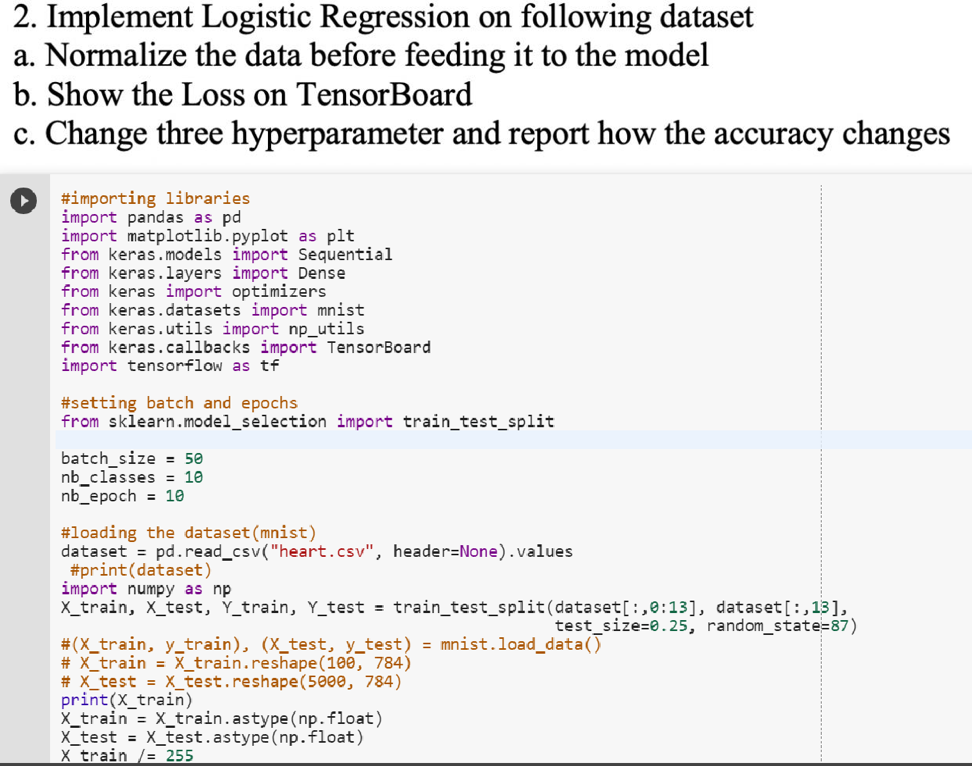 2. Implement Logistic Regression on following dataset
a. Normalize the data before feeding it to the model
b. Show the Loss on TensorBoard
c. Change three hyperparameter and report how the accuracy changes
#importing libraries
import pandas as pd
import matplotlib.pyplot as plt
from keras.models import Sequential
from keras.layers import Dense
from keras import optimizers
from keras.datasets import mnist
from keras.utils import np_utils
from keras.callbacks import TensorBoard
import tensorflow as tf
#setting batch and epochs
from sklearn.model_selection import train_test_split
batch_size = 50
nb_classes = 10
nb_epoch = 10
#loading the dataset(mnist)
dataset = pd.read_csv("heart.csv", header=None).values
#print(dataset)
import numpy as np
X_train, X_test, Y_train, Y_test = train_test_split(dataset[:,0:13], dataset[:,13],
test_size=0.25, random_state=87)
#(X_train, y_train), (X_test, y_test) = mnist.load_data()
# X_train = X_train.reshape(100, 784)
# X_test = X_test.reshape(5000, 784)
print(X_train)
X_train = X_train.astype(np.float)
X_test = X_test.astype(np.float)
X_train /= 255